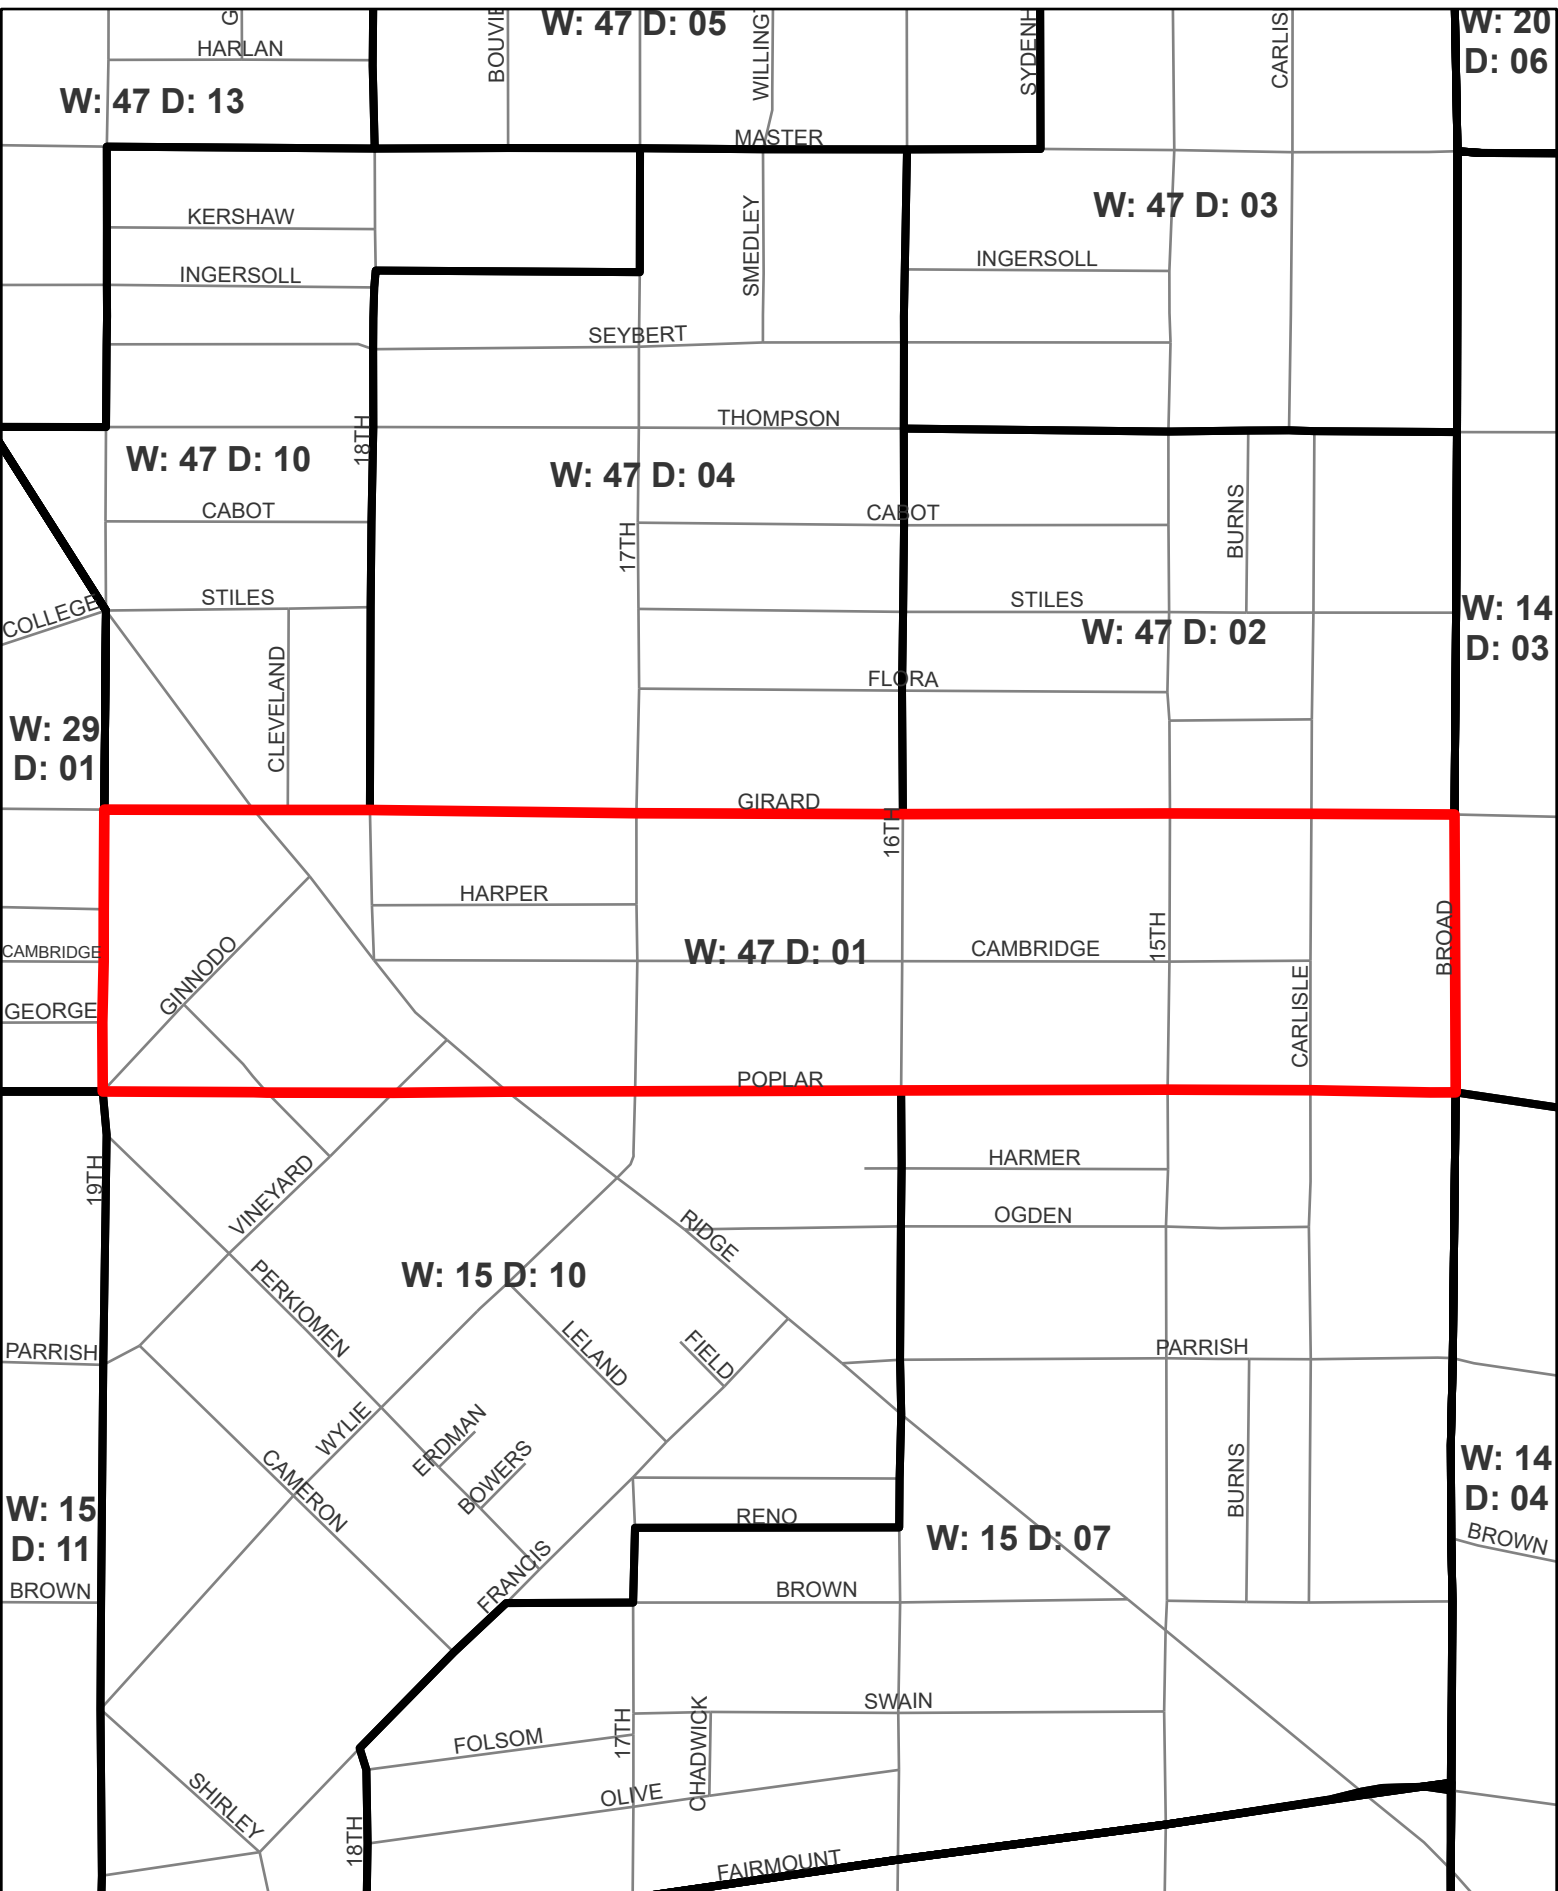 W: 47 D: 05
W: 20
D: 06
G
HARLAN
BOUVIE
WILLINGT
SYDENH
CARLIS
W: 47 D: 13
MASTER
KERSHAW
SMEDLEY
W: 47 D: 03
INGERSOLL
INGERSOLL
SEYBERT
THOMPSON
18TH
W: 47 D: 10
W: 47 D: 04
CABOT
CABOT
17TH
BURNS
COLLEGE
STILES
STILES
W: 47 D: 02
W: 14
D: 03
CLEVELAND
FLORA
W: 29
D: 01
GIRARD
16TH
HARPER
CAMBRIDGE
GINNODO
W: 47 D: 01
CAMBRIDGE
15TH
BROAD
GEORGE
CARLISLE
POPLAR
19TH
VINEYARD
HARMER
OGDEN
RIDGE
PERKIOMEN
W: 15 D: 10
PARRISH
LELAND
FIELD
PARRISH
WYLIE
ERDMAN
BOWERS
CAMERON
BURNS
W: 14
D: 04
W: 15
D: 11
RENO
W: 15 D: 07
BROWN
FRANCIS
BROWN
BROWN
SWAIN
FOLSOM
17TH
CHADWICK
OLIVE
SHIRLEY
18TH
FAIRMOUNT